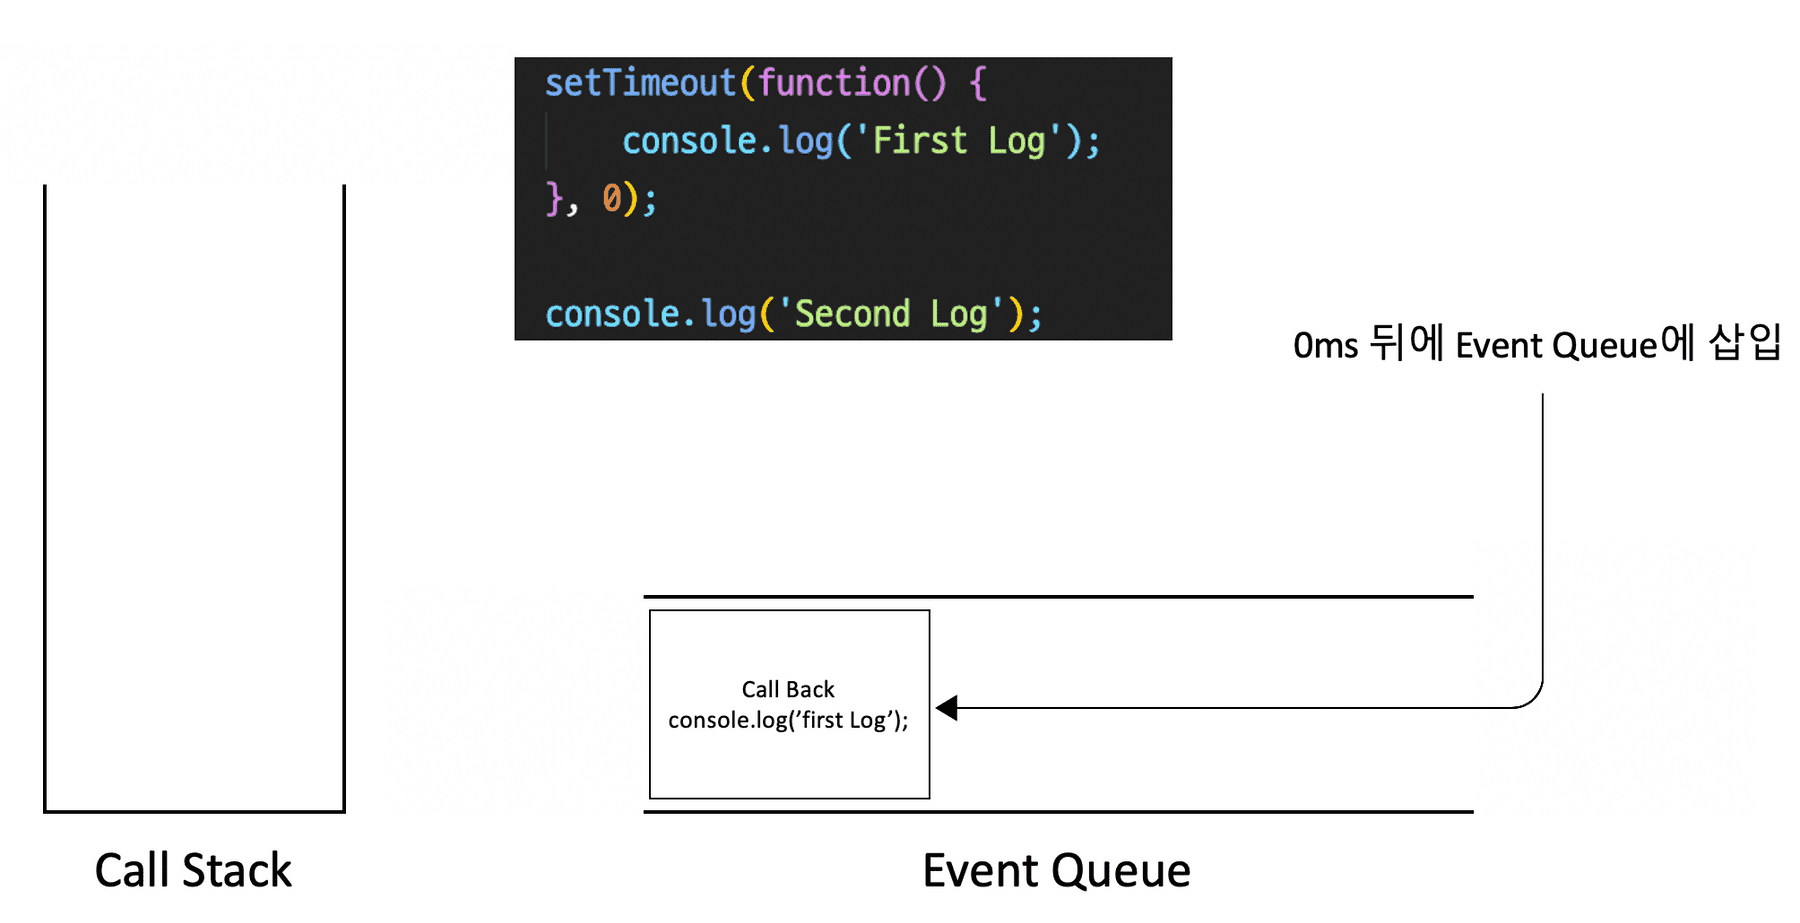 setTimeout(function() {
console.log('First Log');
}, 0);
console.log('Second Log');
0ms 뒤에 Event Queue에 삽입
Call Back
console.log(’first Log’);
Call Stack
Event Queue